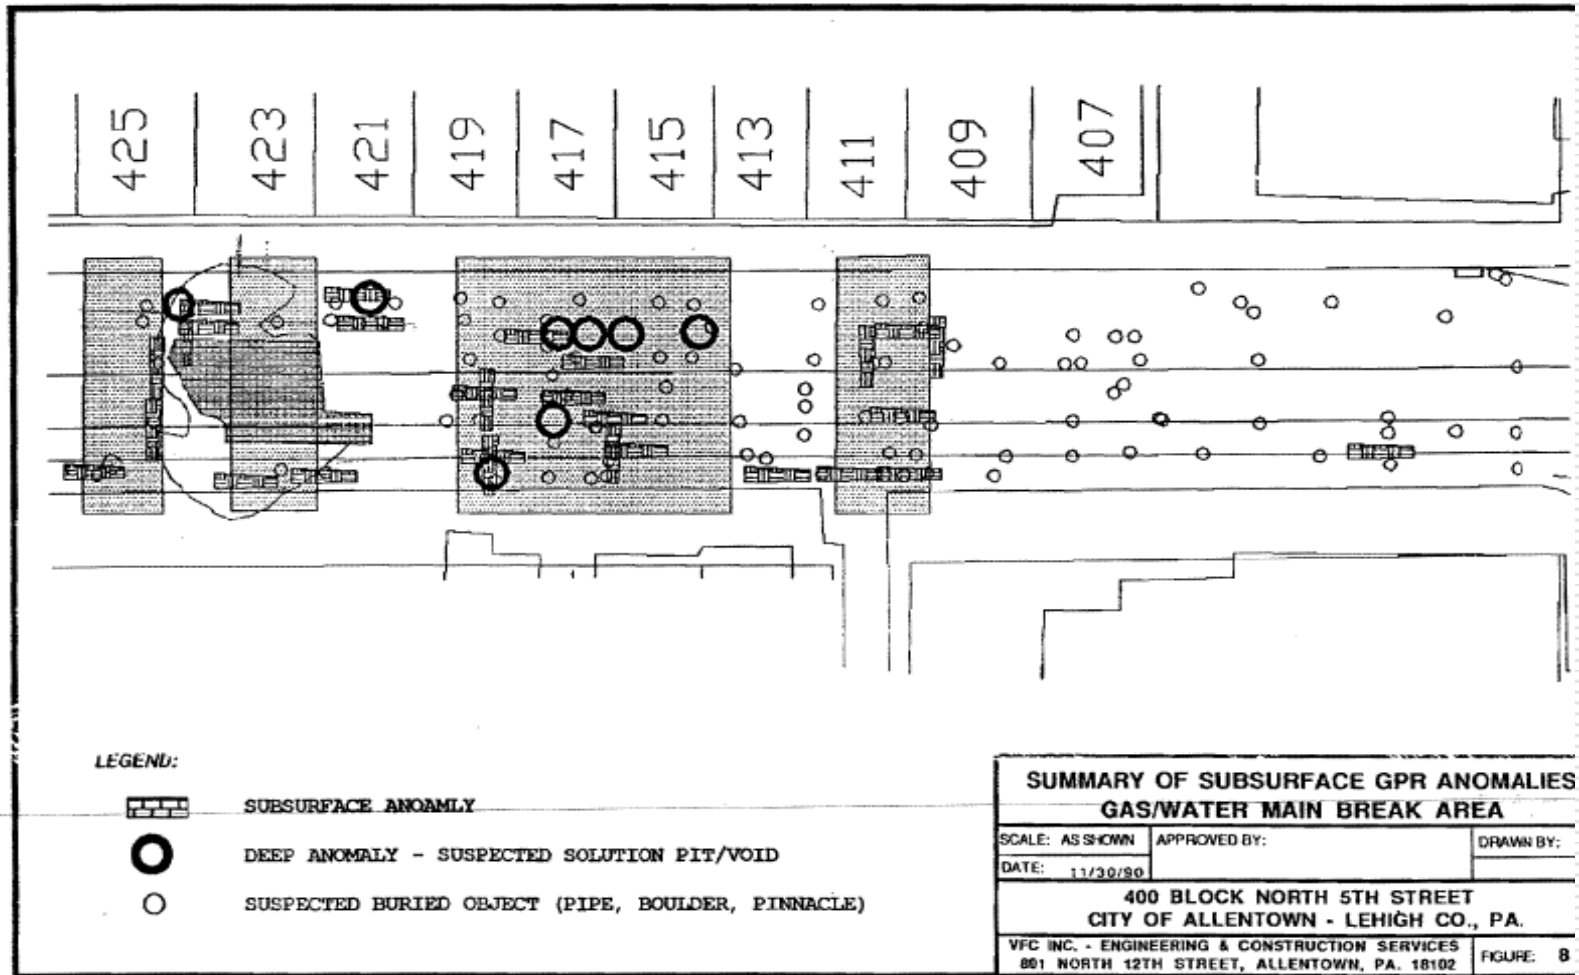 425
423
421
419
417
415
413
411
409
407
LEGEND:
SUBSURFACE ANOAMLY
DEEP ANOMALY - SUSPECTED SOLUTION PIT/VOID
SUSPECTED BURIED OBJECT (PIPE, BOULDER, PINNACLE)
SUMMARY OF SUBSURFACE GPR ANOMALIES
GAS/WATER MAIN BREAK AREA
SCALE: AS SHOWN
APPROVED BY:
DRAWN BY:
DATE: 11/30/90
400 BLOCK NORTH 5TH STREET
CITY OF ALLENTOWN - LEHIGH CO., PA.
VFC INC. - ENGINEERING & CONSTRUCTION SERVICES
801 NORTH 12TH STREET, ALLENTOWN, PA. 18102
FIGURE: 8